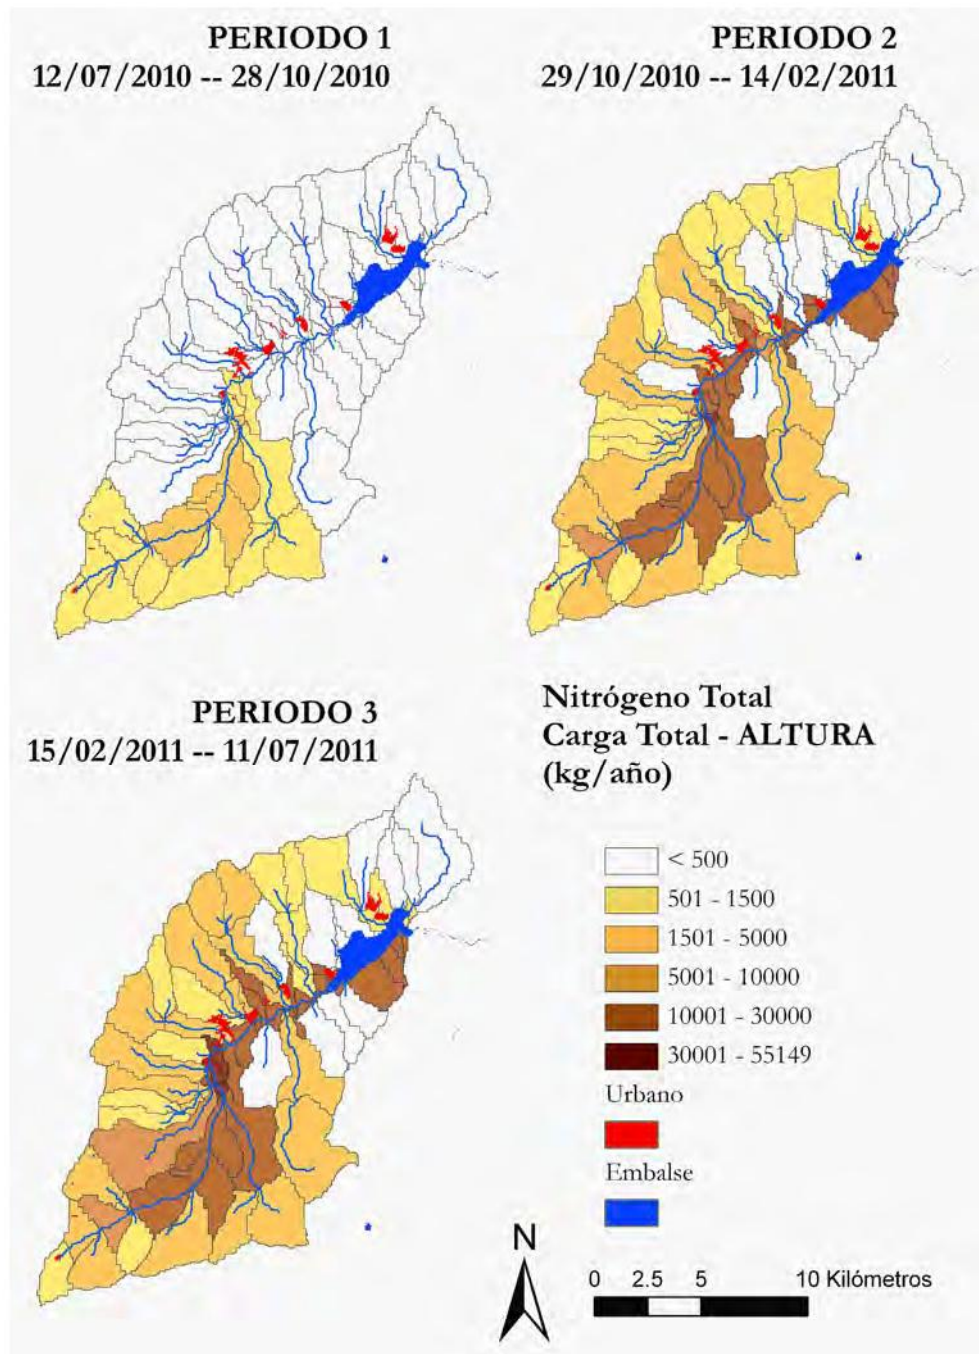 PERIODO 1
12/07/2010 -- 28/10/2010
PERIODO 2
29/10/2010 -- 14/02/2011
PERIODO 3
15/02/2011 -- 11/07/2011
Nitrógeno Total
Carga Total - ALTURA
(kg/año)
< 500
501 - 1500
1501 - 5000
5001 - 10000
10001 - 30000
30001 - 55149
Urbano
Embalse
N
0 2.5 5 10 Kilómetros